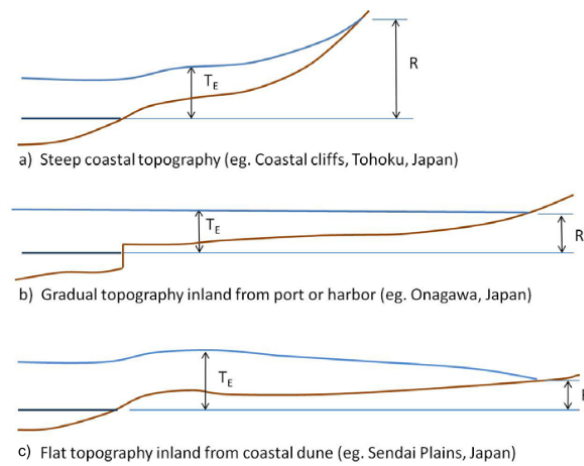 R
T_E
a) Steep coastal topography (eg. Coastal cliffs, Tohoku, Japan)
T_E
R
b) Gradual topography inland from port or harbor (eg. Onagawa, Japan)
T_E
R
c) Flat topography inland from coastal dune (eg. Sendai Plains, Japan)